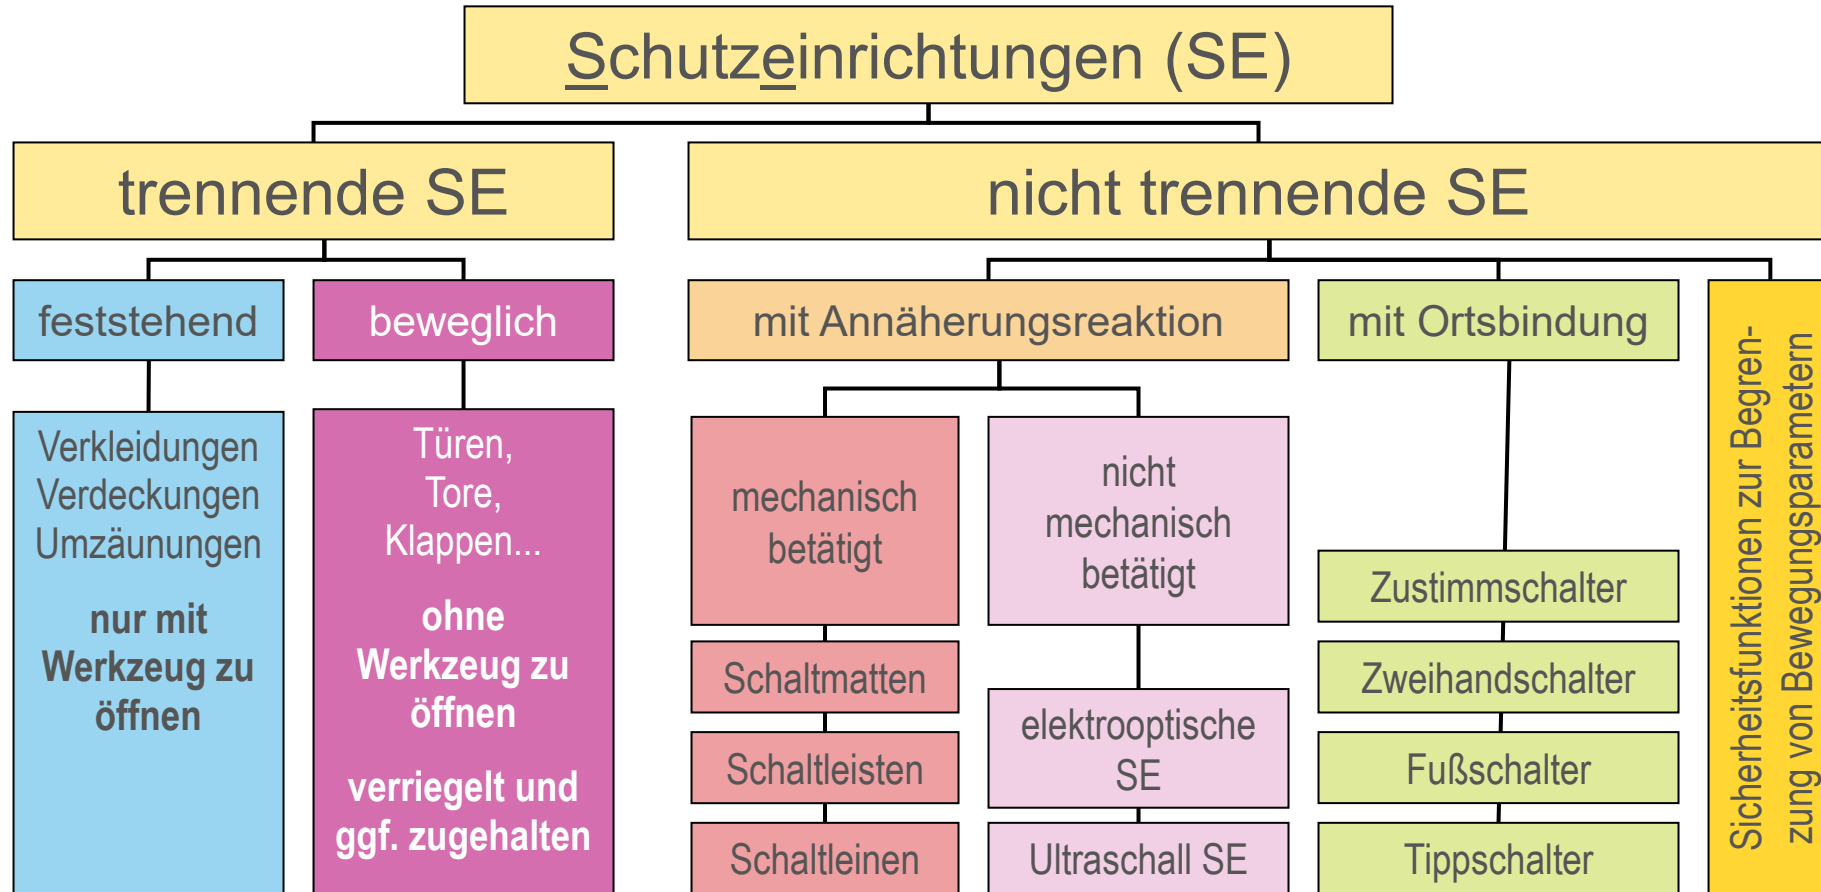 Schutzeinrichtungen (SE)
trennende SE
nicht trennende SE
feststehend
beweglich
mit Annäherungsreaktion
mit Ortsbindung
Verkleidungen
Verdeckungen
Umzäunungen
nur mit
Werkzeug zu
öffnen
Türen,
Tore,
Klappen...
ohne
Werkzeug zu
öffnen
verriegelt und
ggf. zugehalten
mechanisch
betätigt
Schaltmatten
Schaltleisten
Schaltleinen
nicht
mechanisch
betätigt
elektrooptische
SE
Ultraschall SE
Zustimmschalter
Zweihandschalter
Fußschalter
Tippschalter
Sicherheitsfunktionen zur Begren-
zung von Bewegungsparametern